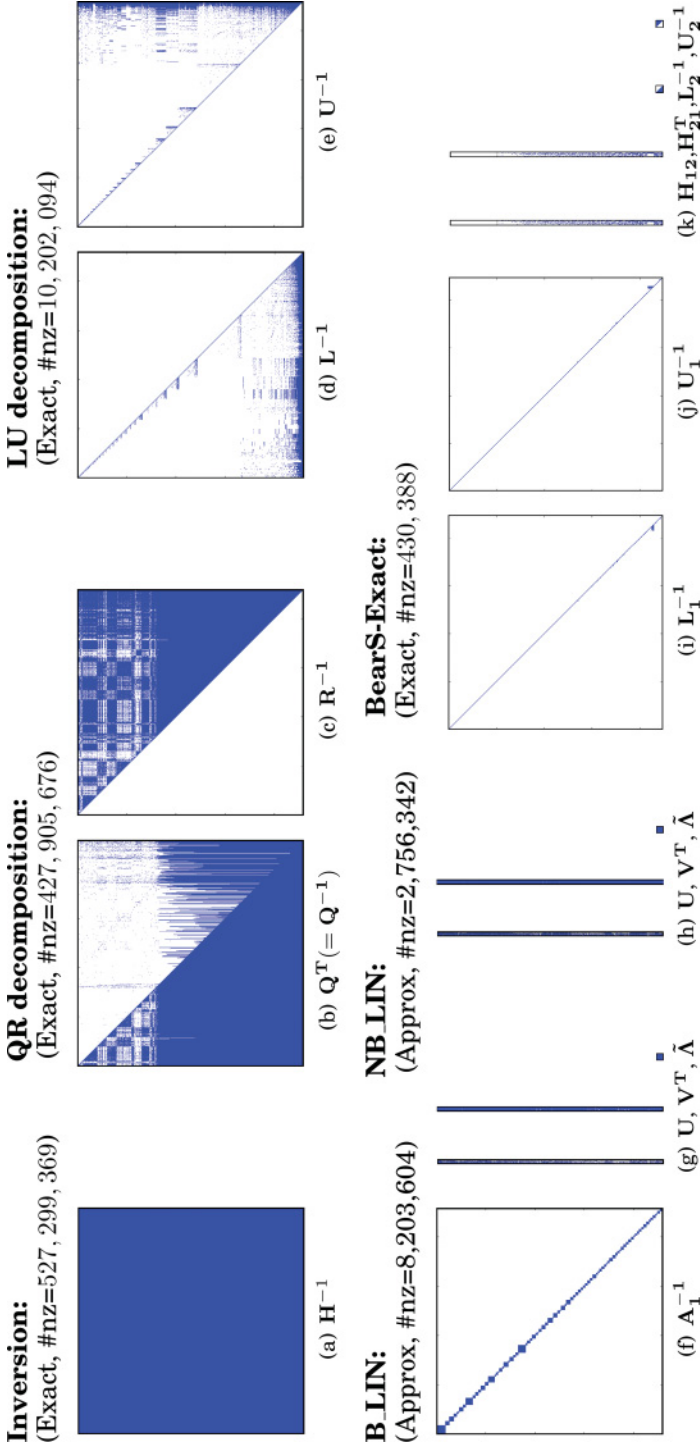 Inversion:
(Exact, #nz=527, 299, 369)
(a) H⁻¹
QR decomposition:
(Exact, #nz=427, 905, 676)
(b) Qᵀ(= Q⁻¹)
(c) R⁻¹
LU decomposition:
(Exact, #nz=10, 202, 094)
(d) L⁻¹
(e) U⁻¹
B_LIN:
(Approx, #nz=8,203,604)
(f) A₁⁻¹
(g) U, Vᵀ, Λ̃
NB_LIN:
(Approx, #nz=2,756,342)
(h) U, Vᵀ, Λ̃
BearS-Exact:
(Exact, #nz=430, 388)
(i) L₁⁻¹
(j) U₁⁻¹
(k) H₁₂,H₂₁ᵀ,L₂⁻¹,U₂⁻¹